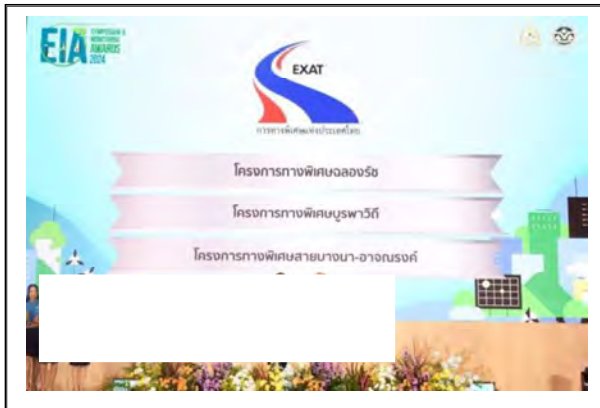 EIA SYMPOSIUM &
MONITORING
AWARDS
2024
EXAT
การทางพิเศษแห่งประเทศไทย
โครงการทางพิเศษฉลองรัช
โครงการทางพิเศษบูรพาวิถี
โครงการทางพิเศษสายบางนา-อาจณรงค์